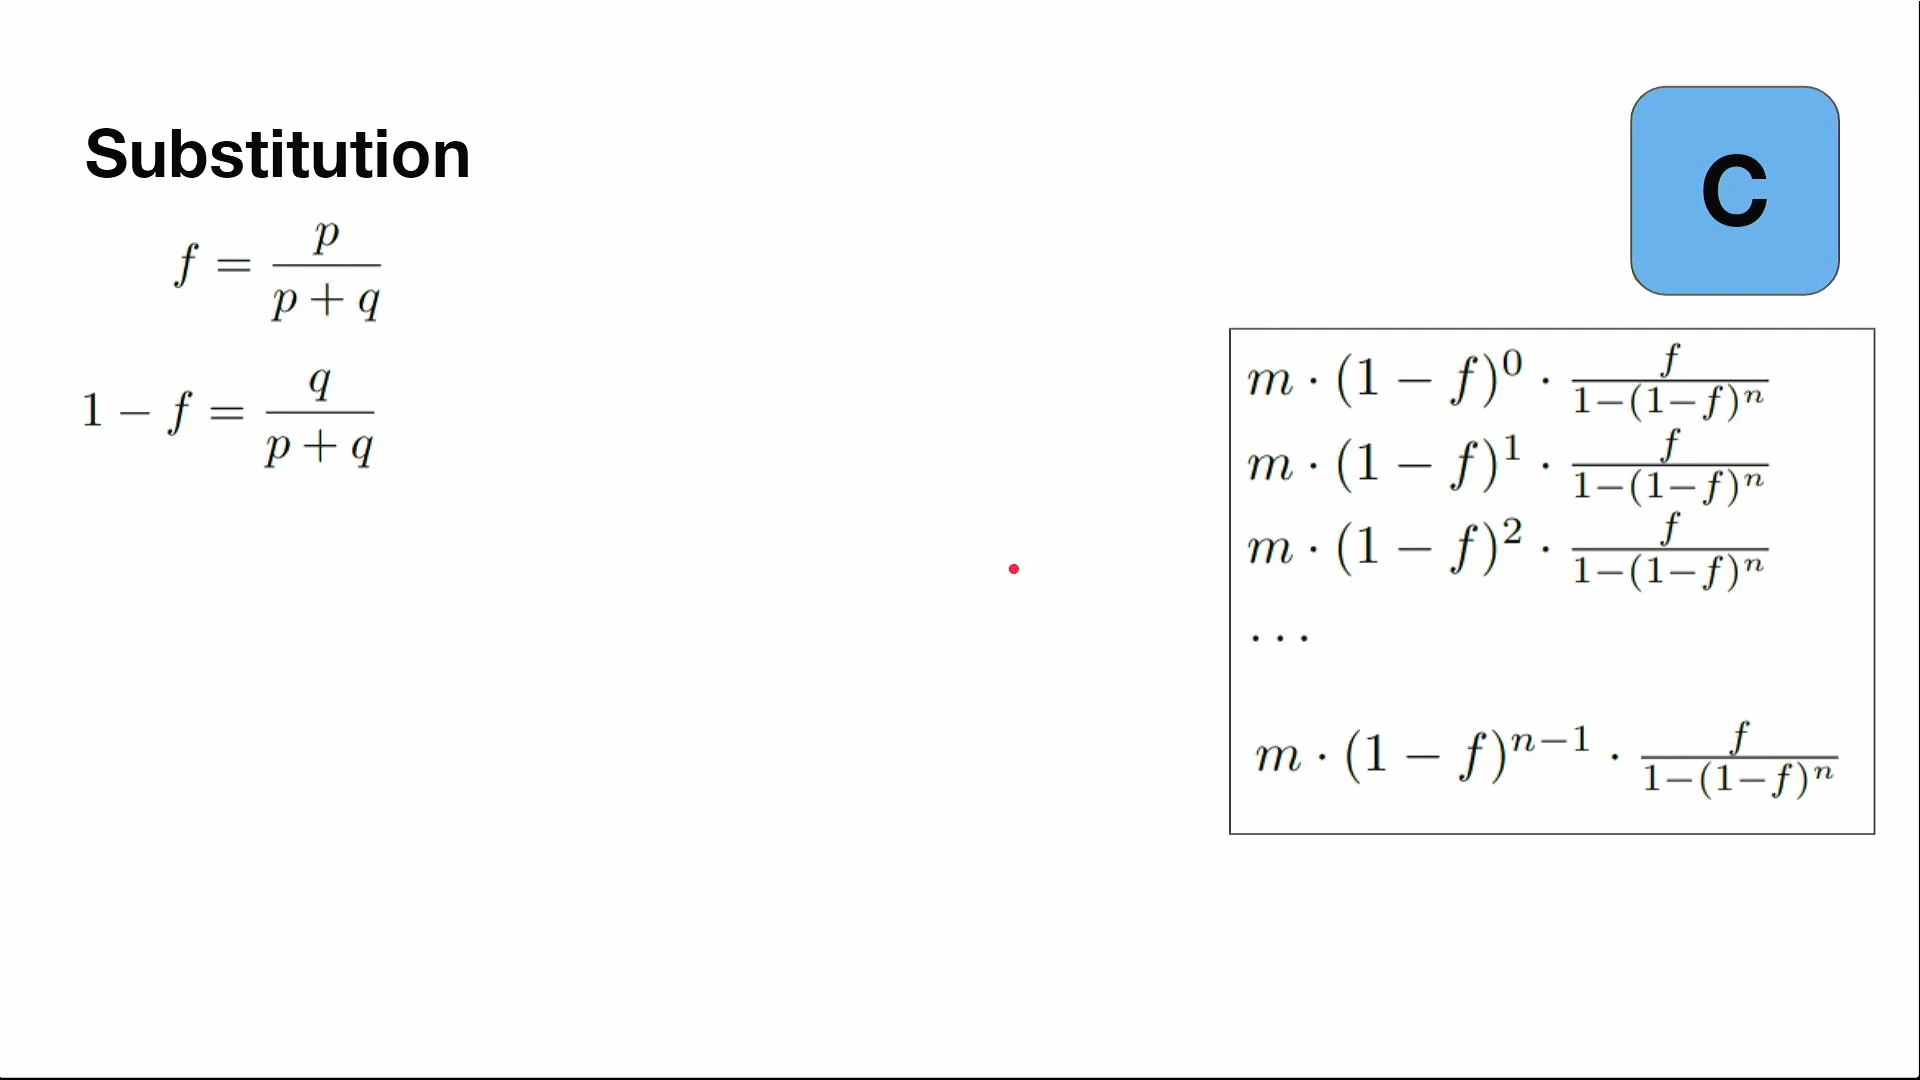 Substitution
C
f = p/(p + q)
1 − f = q/(p + q)
m · (1 − f)^0 · f/(1−(1−f)^n)
m · (1 − f)^1 · f/(1−(1−f)^n)
m · (1 − f)^2 · f/(1−(1−f)^n)
· · ·
m · (1 − f)^{n−1} · f/(1−(1−f)^n)